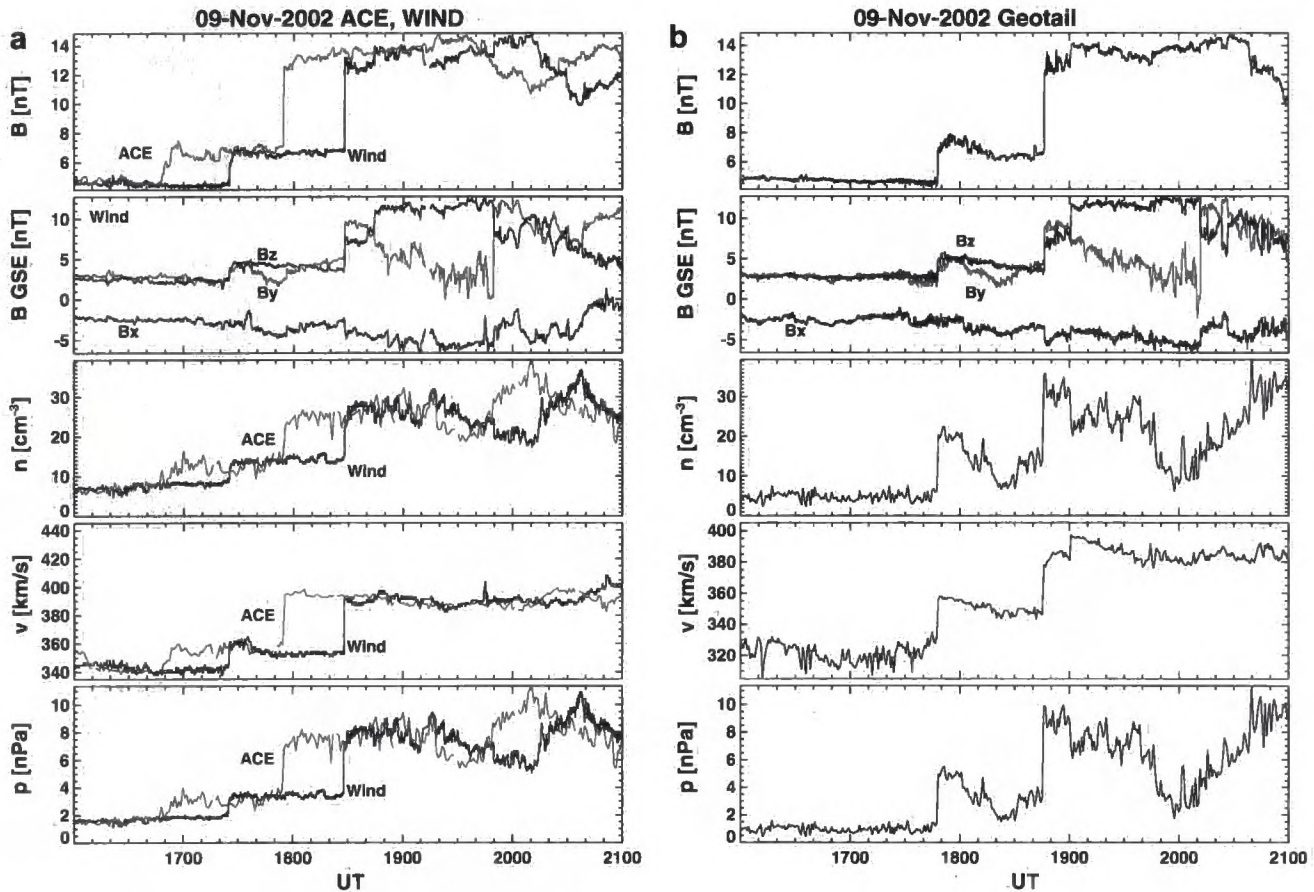 09-Nov-2002 ACE, WIND
a
14
12
10
8
6
B [nT]
ACE
Wind
10
5
0
-5
B GSE [nT]
Wind
Bz
By
Bx
30
20
10
0
n [cm-3]
ACE
Wind
440
420
400
380
360
340
v [km/s]
ACE
Wind
10
8
6
4
2
0
p [nPa]
ACE
Wind
1700
1800
1900
2000
2100
UT
09-Nov-2002 Geotail
b
14
12
10
8
6
B [nT]
10
5
0
-5
B GSE [nT]
Bz
By
Bx
30
20
10
0
n [cm-3]
400
380
360
340
320
v [km/s]
10
8
6
4
2
0
p [nPa]
1700
1800
1900
2000
2100
UT